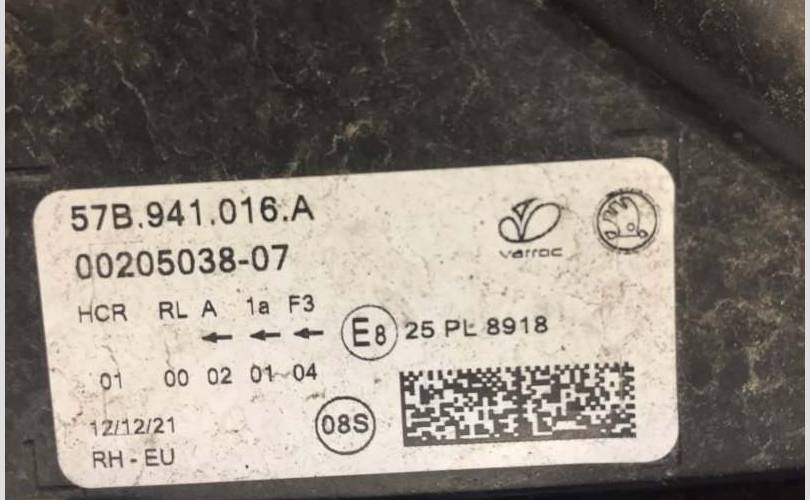 57B.941.016.A
00205038-07
varroc
HCR RL A 1a F3
E8 25 PL 8918
01 00 02 01 04
12/12/21
08S
RH - EU